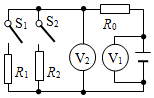 S₁ S₂ R₀
V₂ V₁
R₁ R₂